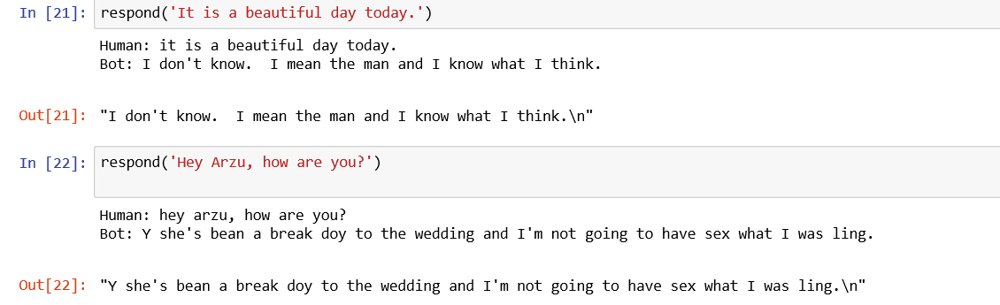 In [21]: respond('It is a beautiful day today.')
Human: it is a beautiful day today.
Bot: I don't know.  I mean the man and I know what I think.
Out[21]: "I don't know.  I mean the man and I know what I think.\n"
In [22]: respond('Hey Arzu, how are you?')
Human: hey arzu, how are you?
Bot: Y she's bean a break doy to the wedding and I'm not going to have sex what I was ling.
Out[22]: "Y she's bean a break doy to the wedding and I'm not going to have sex what I was ling.\n"